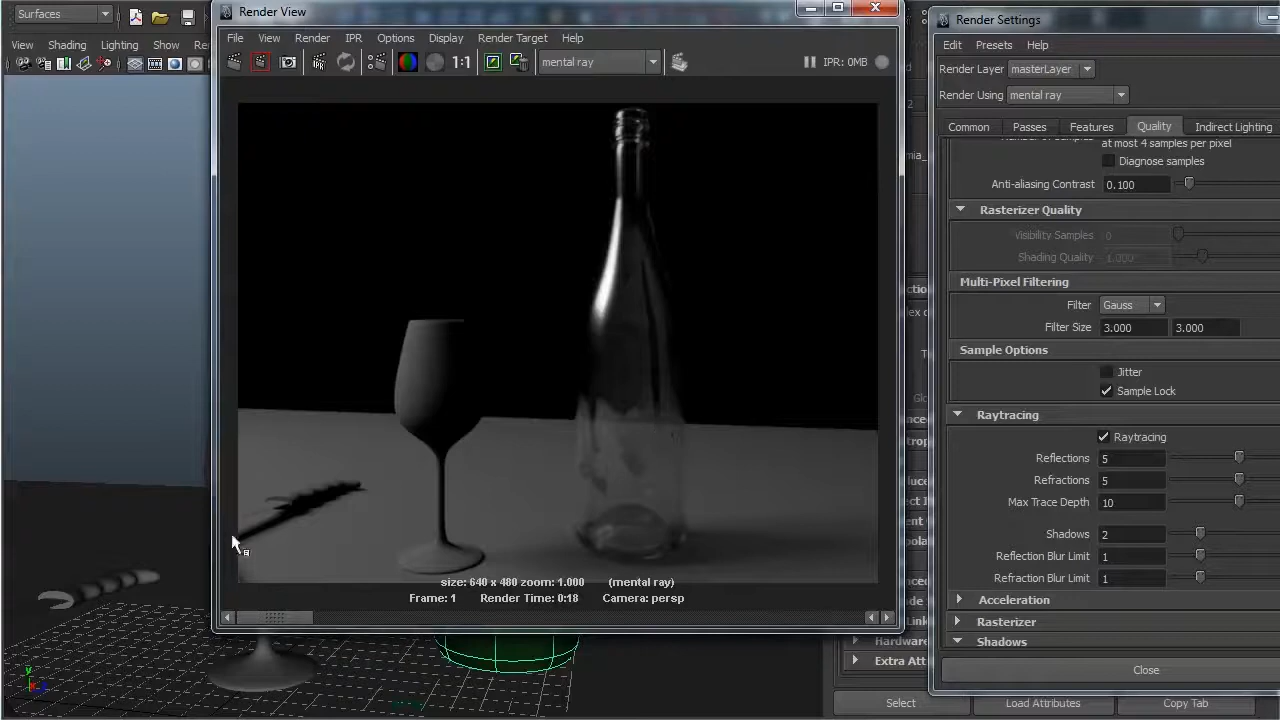 Surfaces
View Shading Lighting Show
Render View
File View Render IPR Options Display Render Target Help
1:1 mental ray IPR: 0MB
size: 640 x 480 zoom: 1.000 (mental ray)
Frame: 1 Render Time: 0:18 Camera: persp
Render Settings
Edit Presets Help
Render Layer masterLayer
Render Using mental ray
Common Passes Features Quality Indirect Lighting
at most 4 samples per pixel
Diagnose samples
Anti-aliasing Contrast 0.100
Rasterizer Quality
Visibility Samples 0
Shading Quality 1.000
Multi-Pixel Filtering
Filter Gauss
Filter Size 3.000 3.000
Sample Options
Jitter
Sample Lock
Raytracing
Raytracing
Reflections 5
Refractions 5
Max Trace Depth 10
Shadows 2
Reflection Blur Limit 1
Refraction Blur Limit 1
Acceleration
Rasterizer
Shadows
Close
Hardware
Extra Att
Select Load Attributes Copy Tab